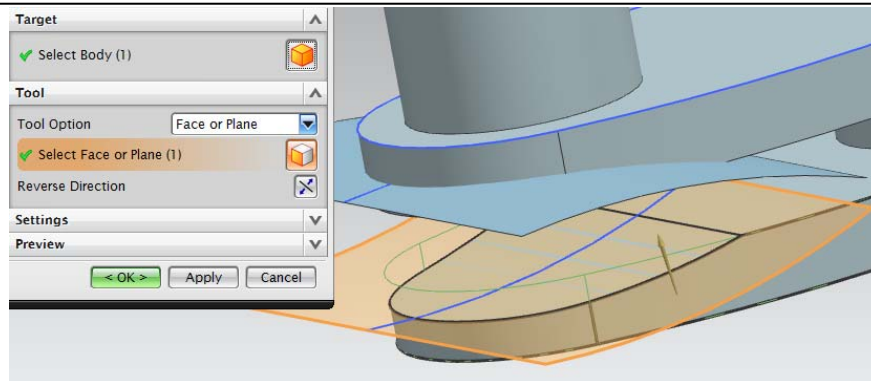 Target
Select Body (1)
Tool
Tool Option Face or Plane
Select Face or Plane (1)
Reverse Direction
Settings
Preview
< OK > Apply Cancel